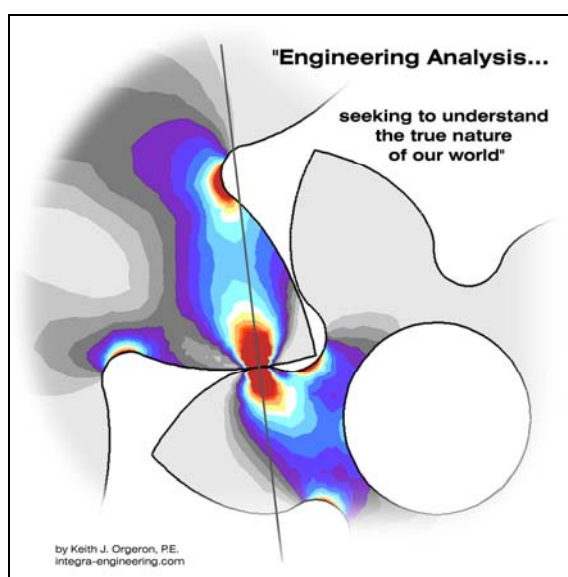 "Engineering Analysis...
seeking to understand
the true nature
of our world"
by Keith J. Orgeron, P.E.
integra-engineering.com